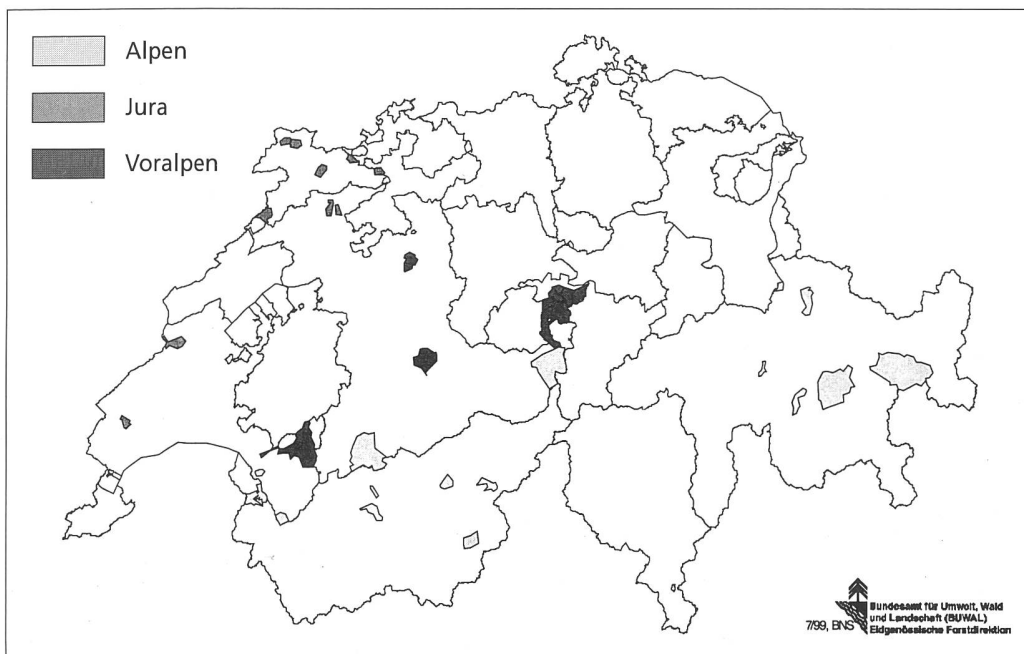 Alpen
Jura
Voralpen
7/99, BNS
Bundesamt für Umwelt, Wald
und Landschaft (BUWAL)
Eidgenössische Forstdirektion